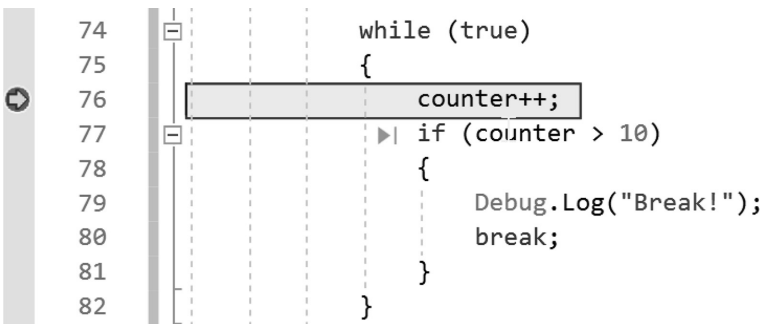 74 while (true)
75 {
76 counter++;
77 if (counter > 10)
78 {
79 Debug.Log("Break!");
80 break;
81 }
82 }